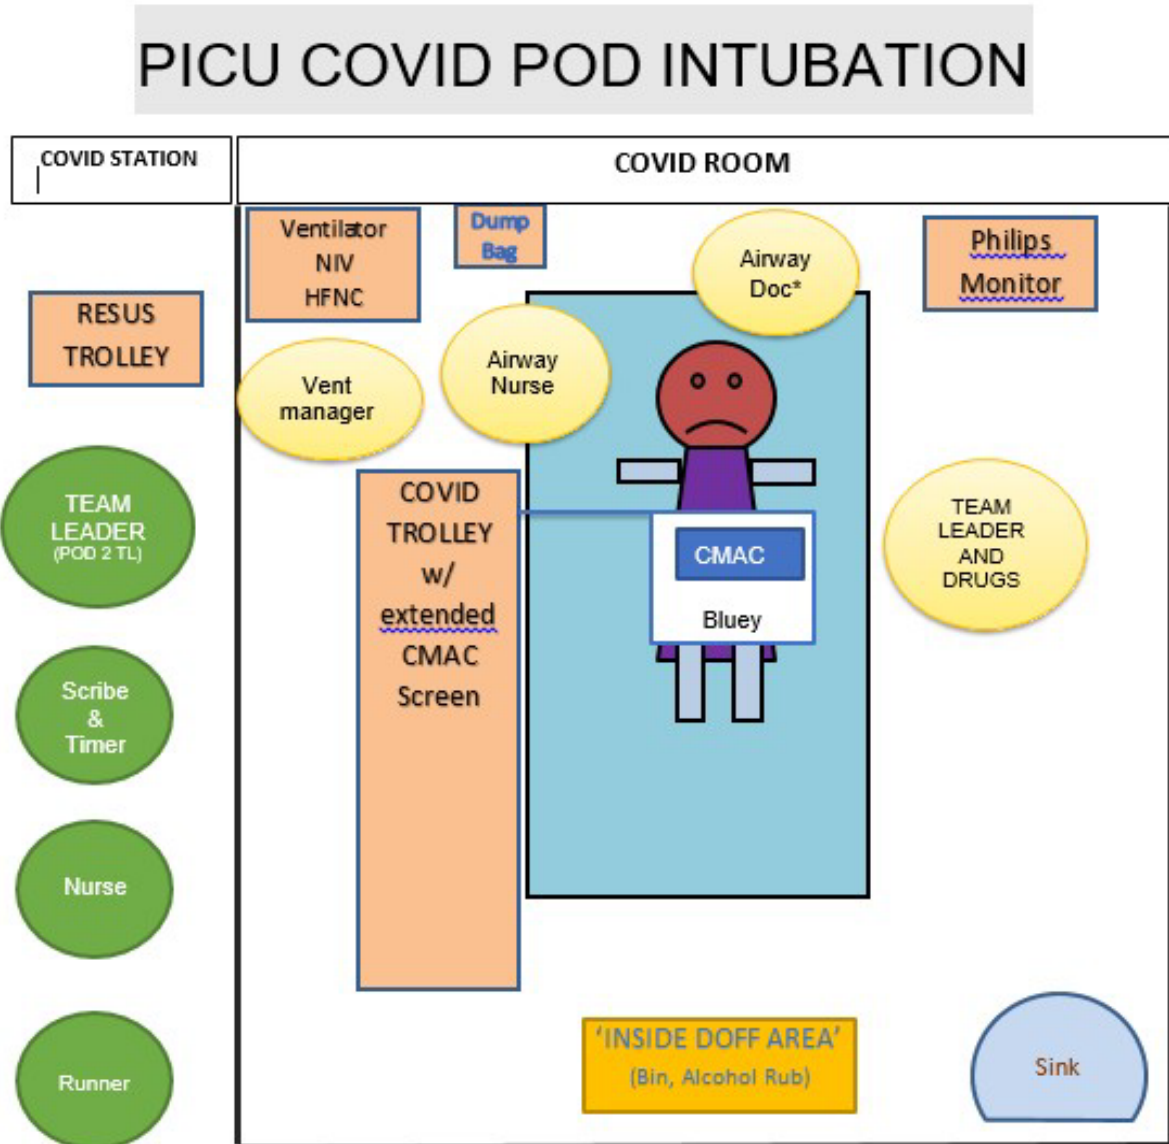 PICU COVID POD INTUBATION
COVID STATION
COVID ROOM
RESUS
TROLLEY
TEAM
LEADER
(POD 2 TL)
Scribe
&
Timer
Nurse
Runner
Ventilator
NIV
HFNC
Dump
Bag
Airway
Doc*
Philips
Monitor
Vent
manager
Airway
Nurse
COVID
TROLLEY
w/
extended
CMAC
Screen
CMAC
Bluey
TEAM
LEADER
AND
DRUGS
'INSIDE DOFF AREA'
(Bin, Alcohol Rub)
Sink